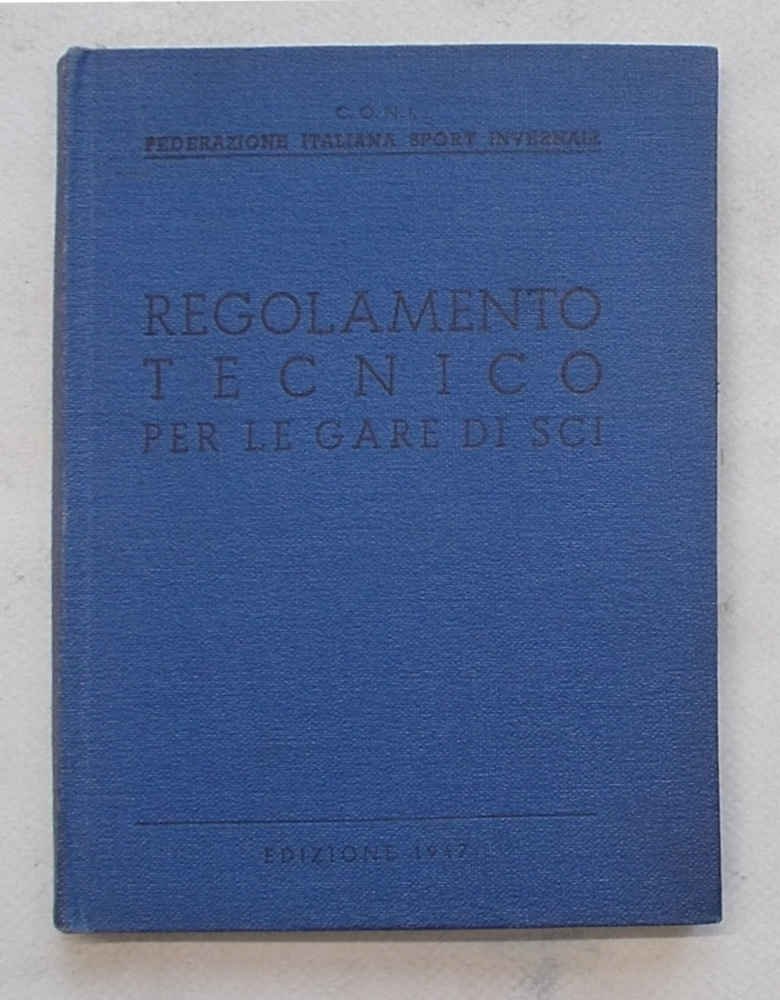 C.O.N.I.
FEDERAZIONE ITALIANA SPORT INVERNALI
REGOLAMENTO
TECNICO
PER LE GARE DI SCI
EDIZIONE 1947